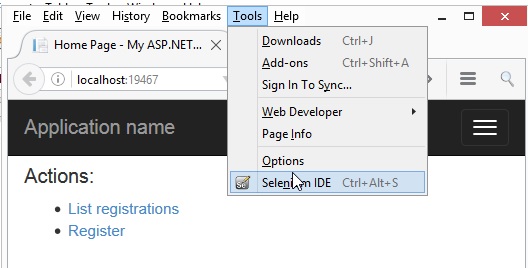 File Edit View History Bookmarks Tools Help
Home Page - My ASP.NET...
localhost:19467
Downloads Ctrl+J
Add-ons Ctrl+Shift+A
Sign In To Sync...
Web Developer
Page Info
Options
Selenium IDE Ctrl+Alt+S
Application name
Actions:
List registrations
Register